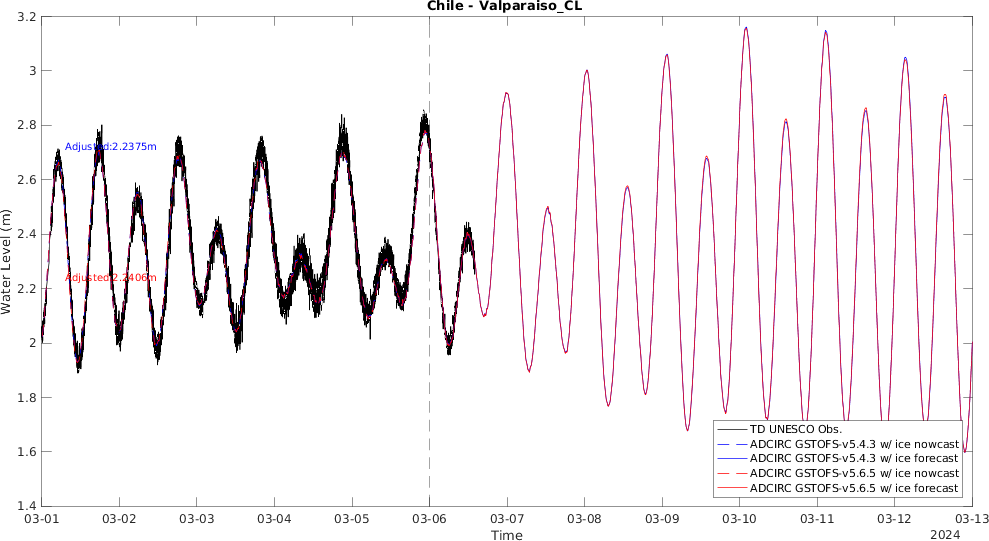 Chile - Valparaiso_CL
3.2
3
2.8
2.6
2.4
2.2
2
1.8
1.6
1.4
Water Level (m)
Adjusted:2.2375m
Adjusted:2.2406m
TD UNESCO Obs.
ADCIRC GSTOFS-v5.4.3 w/ ice nowcast
ADCIRC GSTOFS-v5.4.3 w/ ice forecast
ADCIRC GSTOFS-v5.6.5 w/ ice nowcast
ADCIRC GSTOFS-v5.6.5 w/ ice forecast
03-01 03-02 03-03 03-04 03-05 03-06 03-07 03-08 03-09 03-10 03-11 03-12 03-13
Time
2024